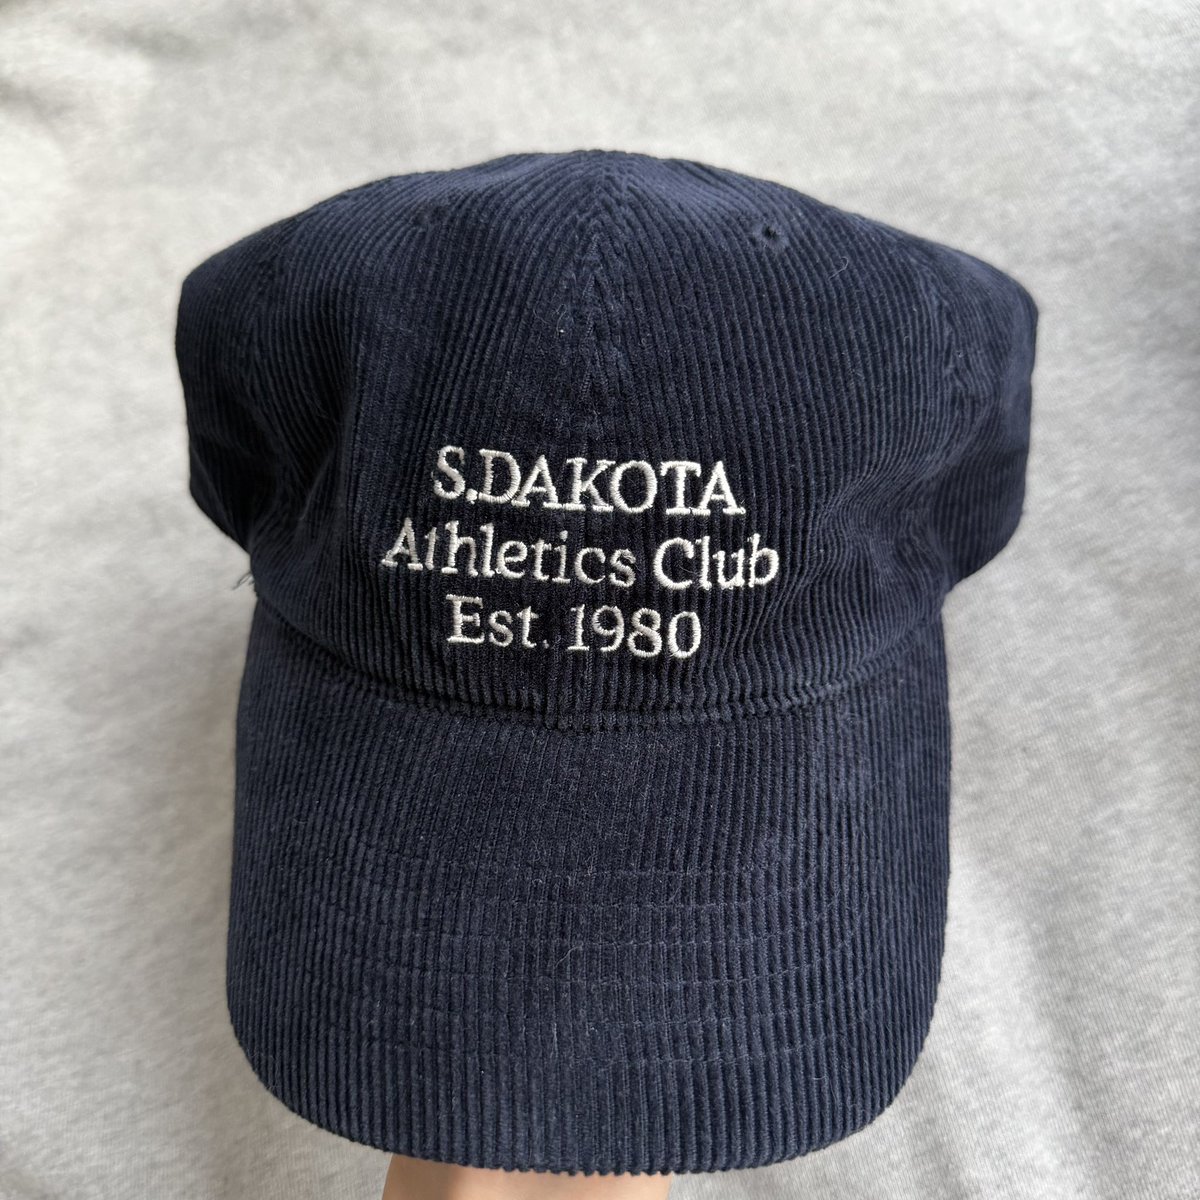 S.DAKOTA
Athletics Club
Est. 1980